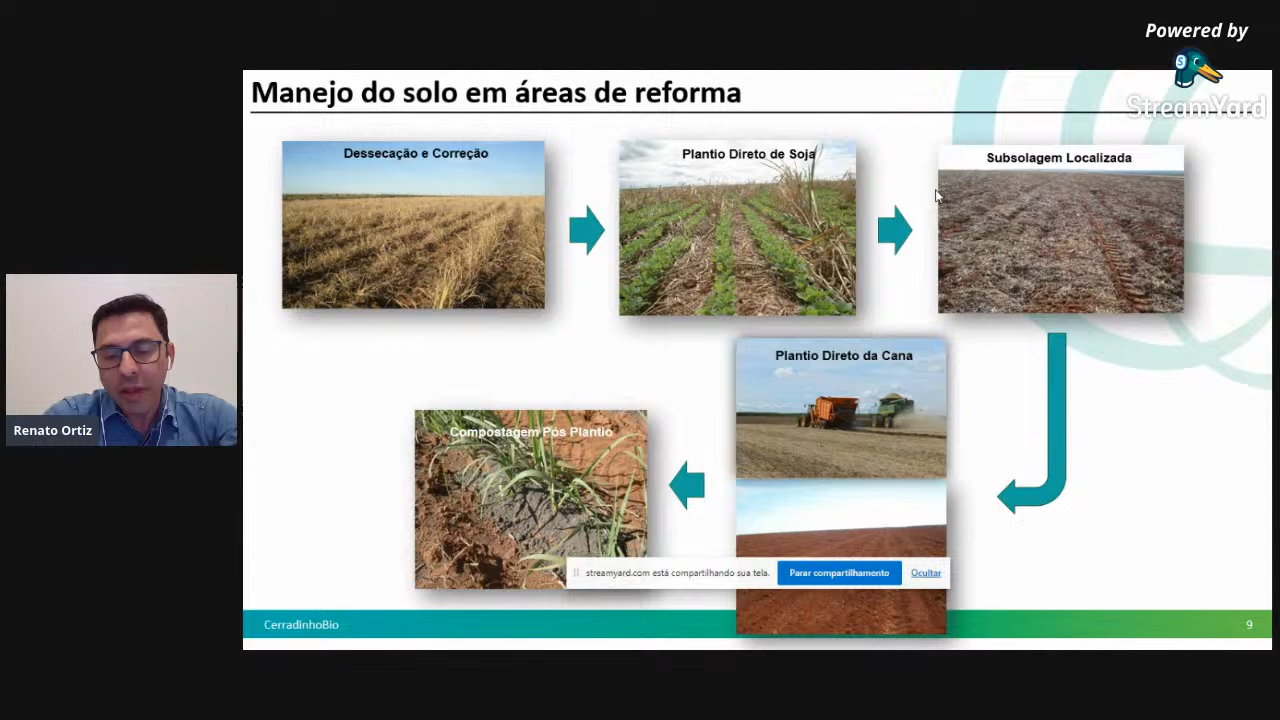 Powered by
StreamYard
Manejo do solo em áreas de reforma
Dessecação e Correção
Plantio Direto de Soja
Subsolagem Localizada
Plantio Direto da Cana
Compostagem Pós Plantio
Renato Ortiz
streamyard.com está compartilhando sua tela.
Parar compartilhamento
Ocultar
CerradinhoBio
9